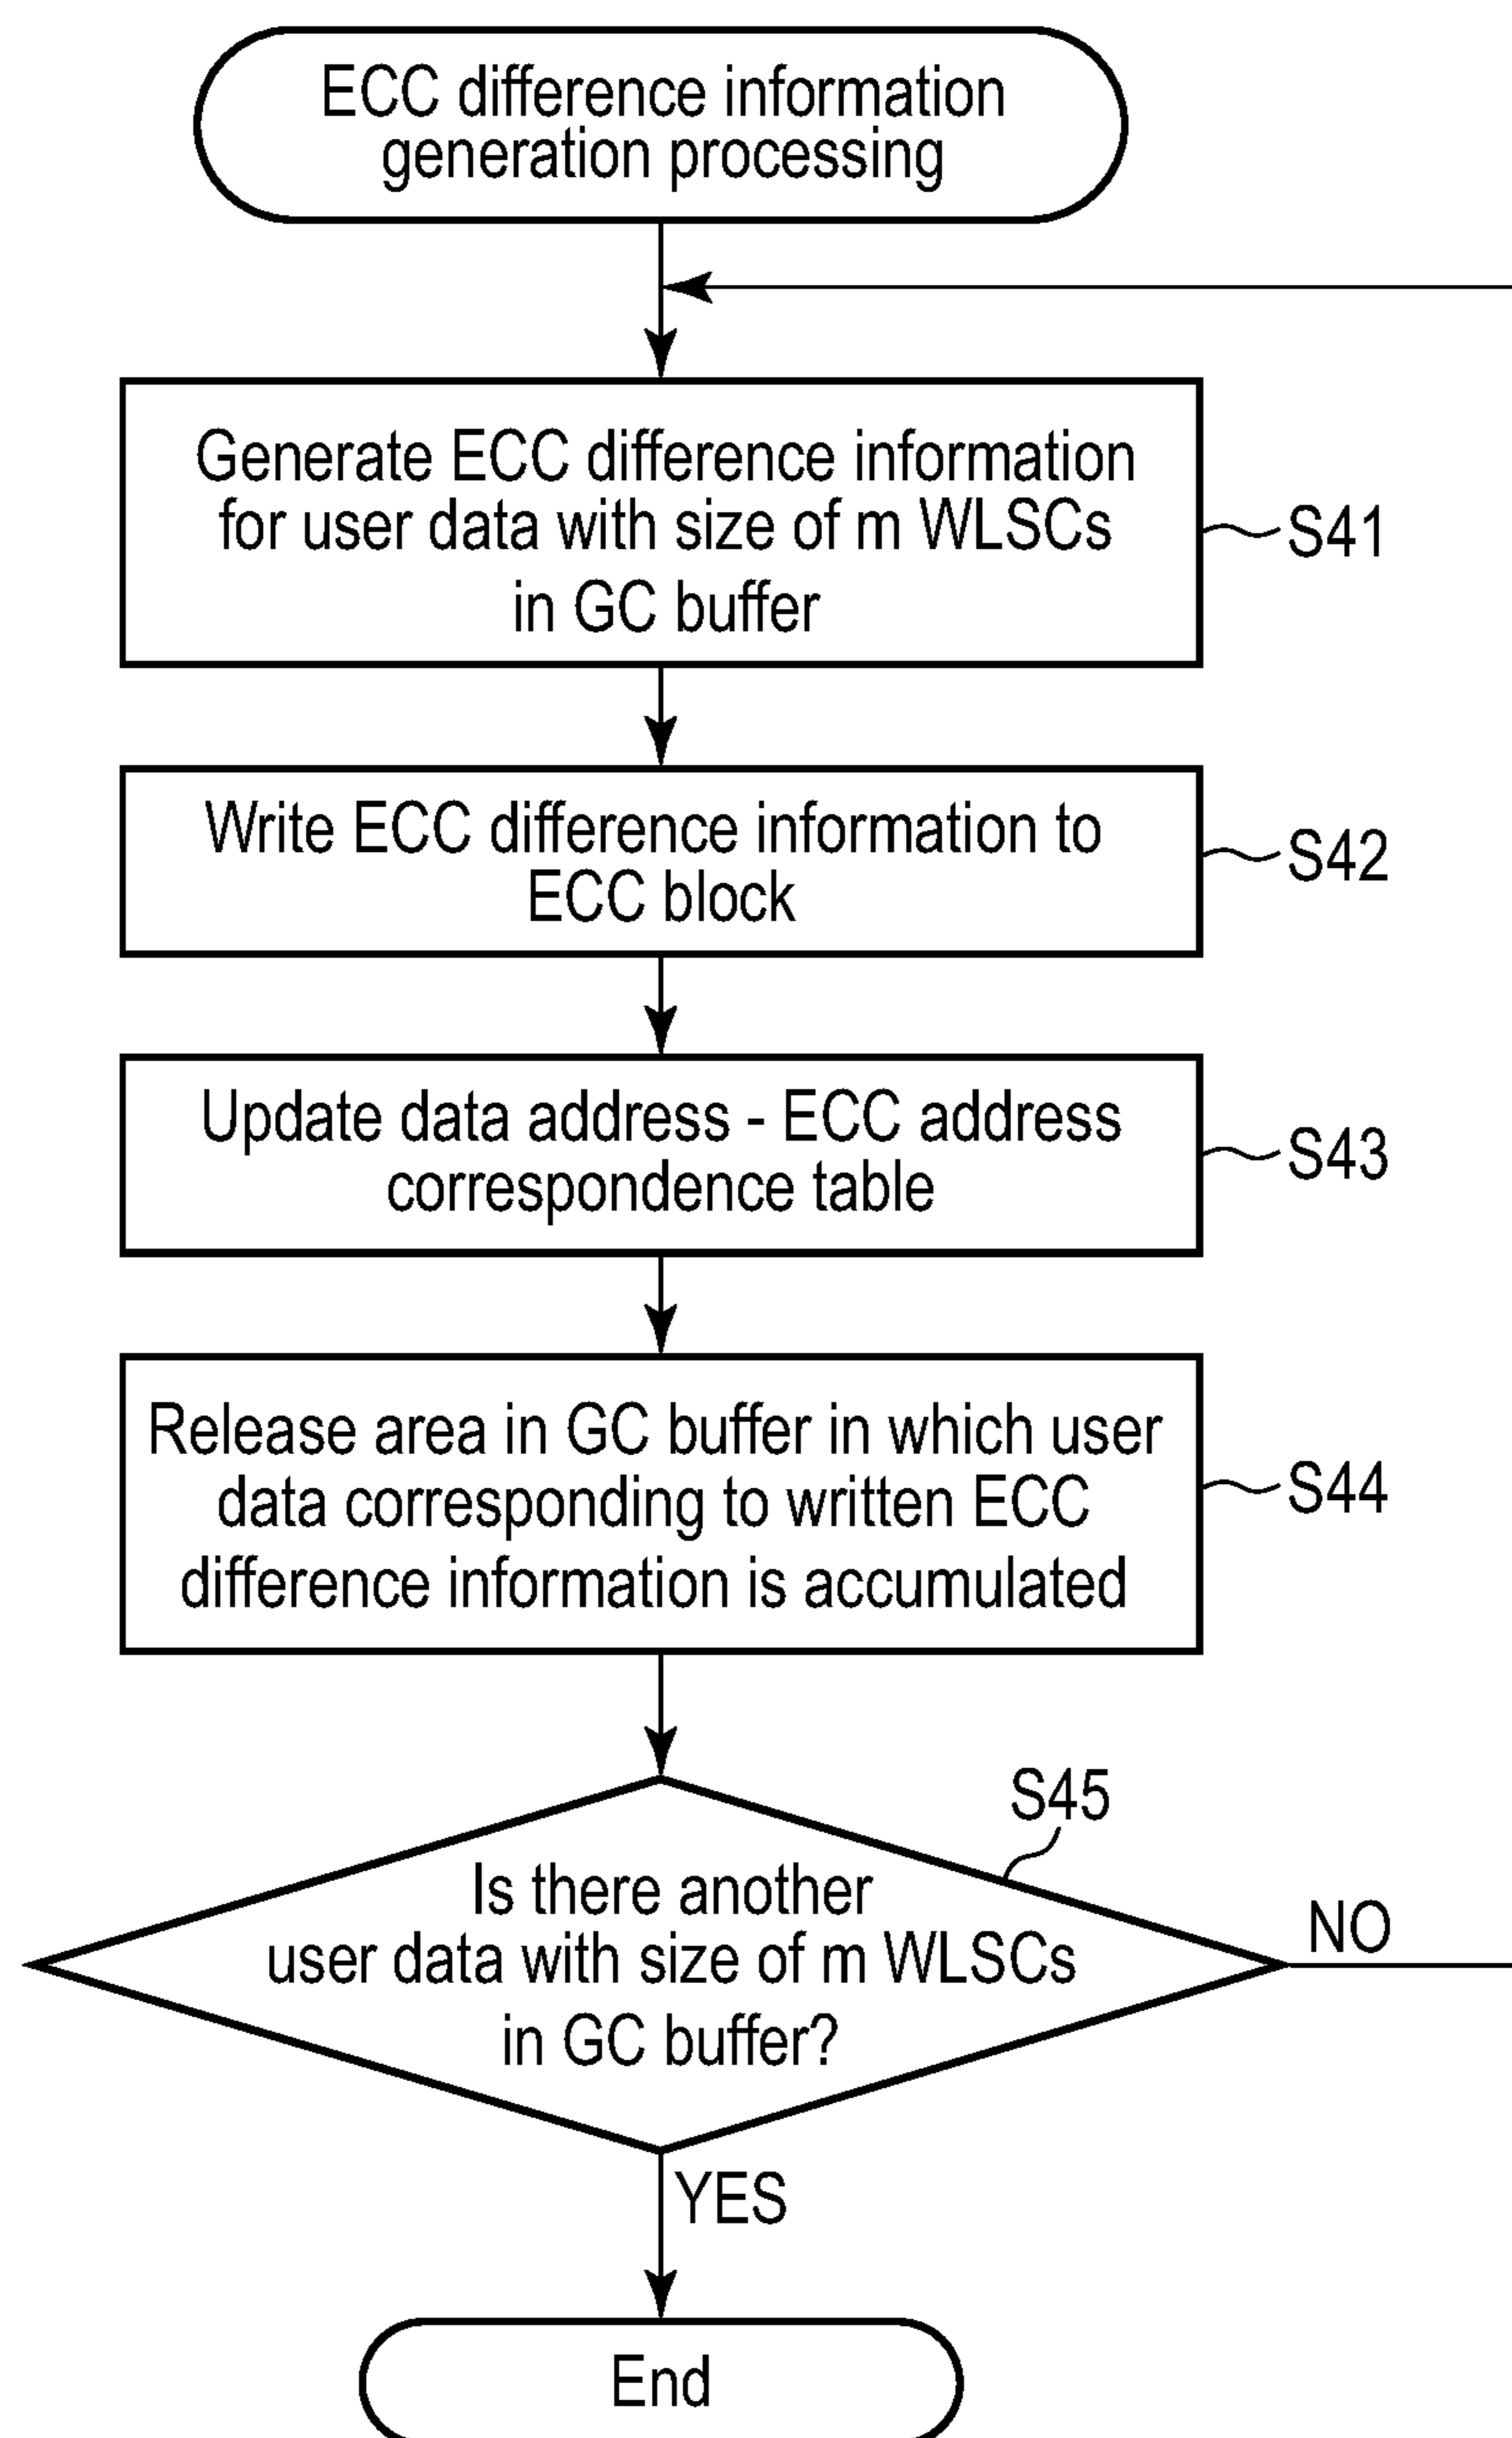 ECC difference information
generation processing
Generate ECC difference information
for user data with size of m WLSCs
in GC buffer
S41
Write ECC difference information to
ECC block
S42
Update data address - ECC address
correspondence table
S43
Release area in GC buffer in which user
data corresponding to written ECC
difference information is accumulated
S44
S45
Is there another
user data with size of m WLSCs
in GC buffer?
NO
YES
End